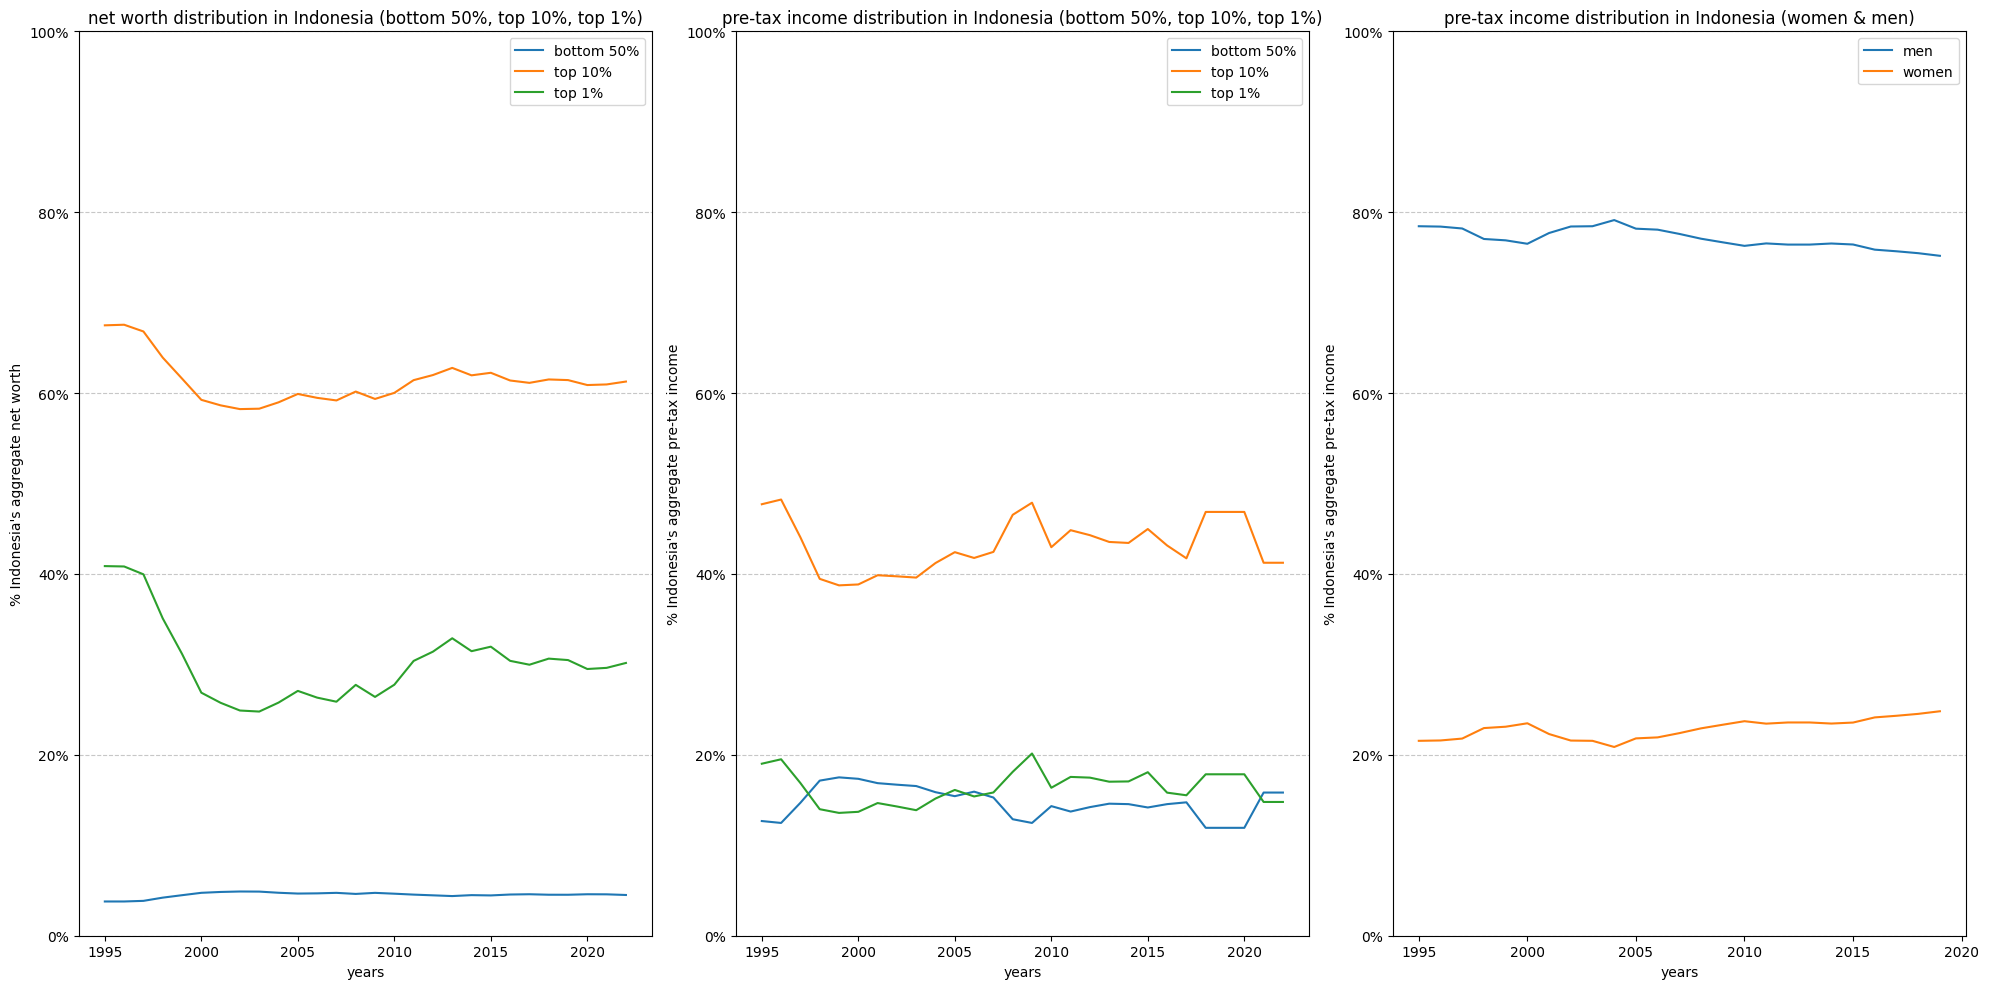 net worth distribution in Indonesia (bottom 50%, top 10%, top 1%)
100%
80%
60%
40%
20%
0%
% Indonesia's aggregate net worth
bottom 50%
top 10%
top 1%
1995 2000 2005 2010 2015 2020
years
pre-tax income distribution in Indonesia (bottom 50%, top 10%, top 1%)
100%
80%
60%
40%
20%
0%
% Indonesia's aggregate pre-tax income
bottom 50%
top 10%
top 1%
1995 2000 2005 2010 2015 2020
years
pre-tax income distribution in Indonesia (women & men)
100%
80%
60%
40%
20%
0%
% Indonesia's aggregate pre-tax income
men
women
1995 2000 2005 2010 2015 2020
years